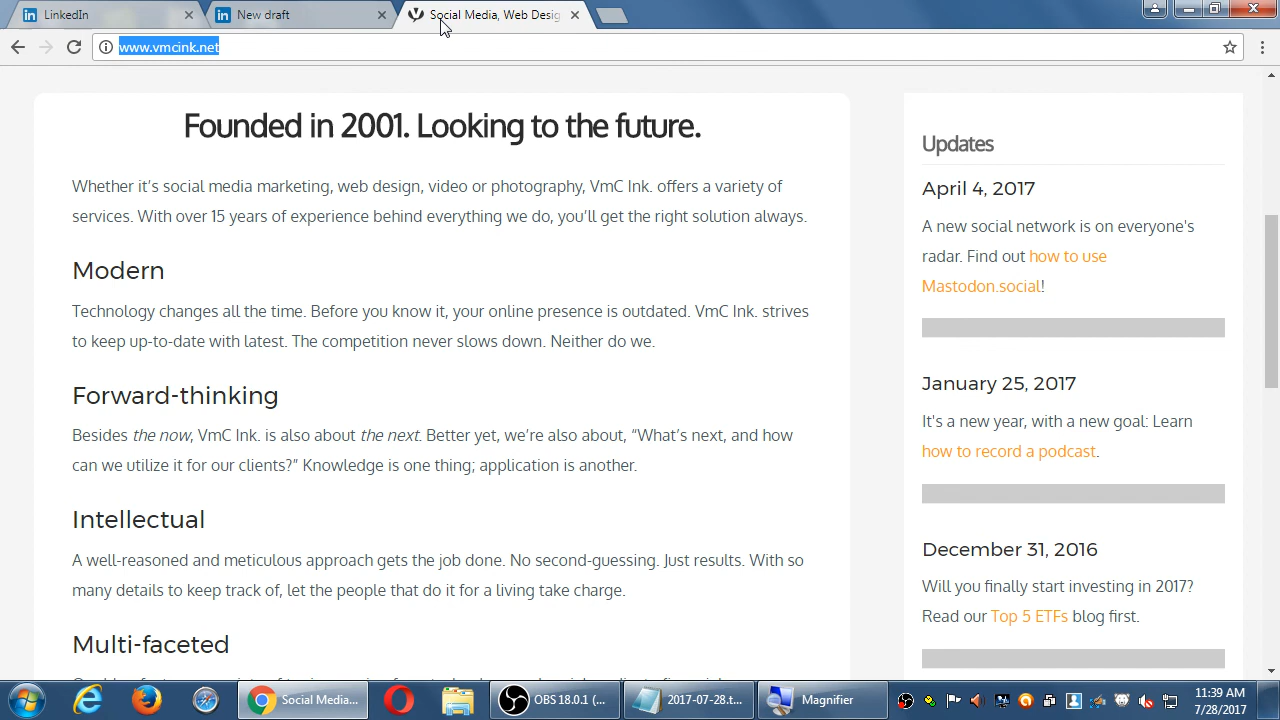 LinkedIn
New draft
Social Media, Web Desig
www.vmcink.net
Founded in 2001. Looking to the future.
Whether it's social media marketing, web design, video or photography, VmC Ink. offers a variety of
services. With over 15 years of experience behind everything we do, you'll get the right solution always.
Modern
Technology changes all the time. Before you know it, your online presence is outdated. VmC Ink. strives
to keep up-to-date with latest. The competition never slows down. Neither do we.
Forward-thinking
Besides the now, VmC Ink. is also about the next. Better yet, we're also about, “What's next, and how
can we utilize it for our clients?” Knowledge is one thing; application is another.
Intellectual
A well-reasoned and meticulous approach gets the job done. No second-guessing. Just results. With so
many details to keep track of, let the people that do it for a living take charge.
Multi-faceted
Updates
April 4, 2017
A new social network is on everyone's
radar. Find out how to use
Mastodon.social!
January 25, 2017
It's a new year, with a new goal: Learn
how to record a podcast.
December 31, 2016
Will you finally start investing in 2017?
Read our Top 5 ETFs blog first.
Social Media...
OBS 18.0.1 (...
2017-07-28.t...
Magnifier
11:39 AM
7/28/2017